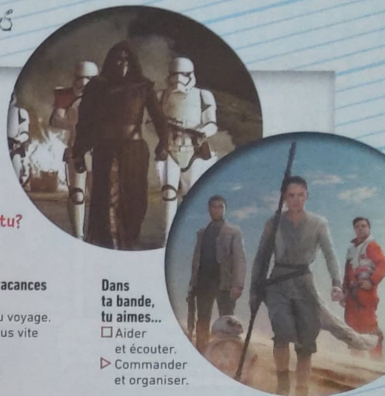 tu?
acances
u voyage.
us vite
Dans
ta bande,
tu aimes...
☐ Aider
et écouter.
▷ Commander
et organiser.